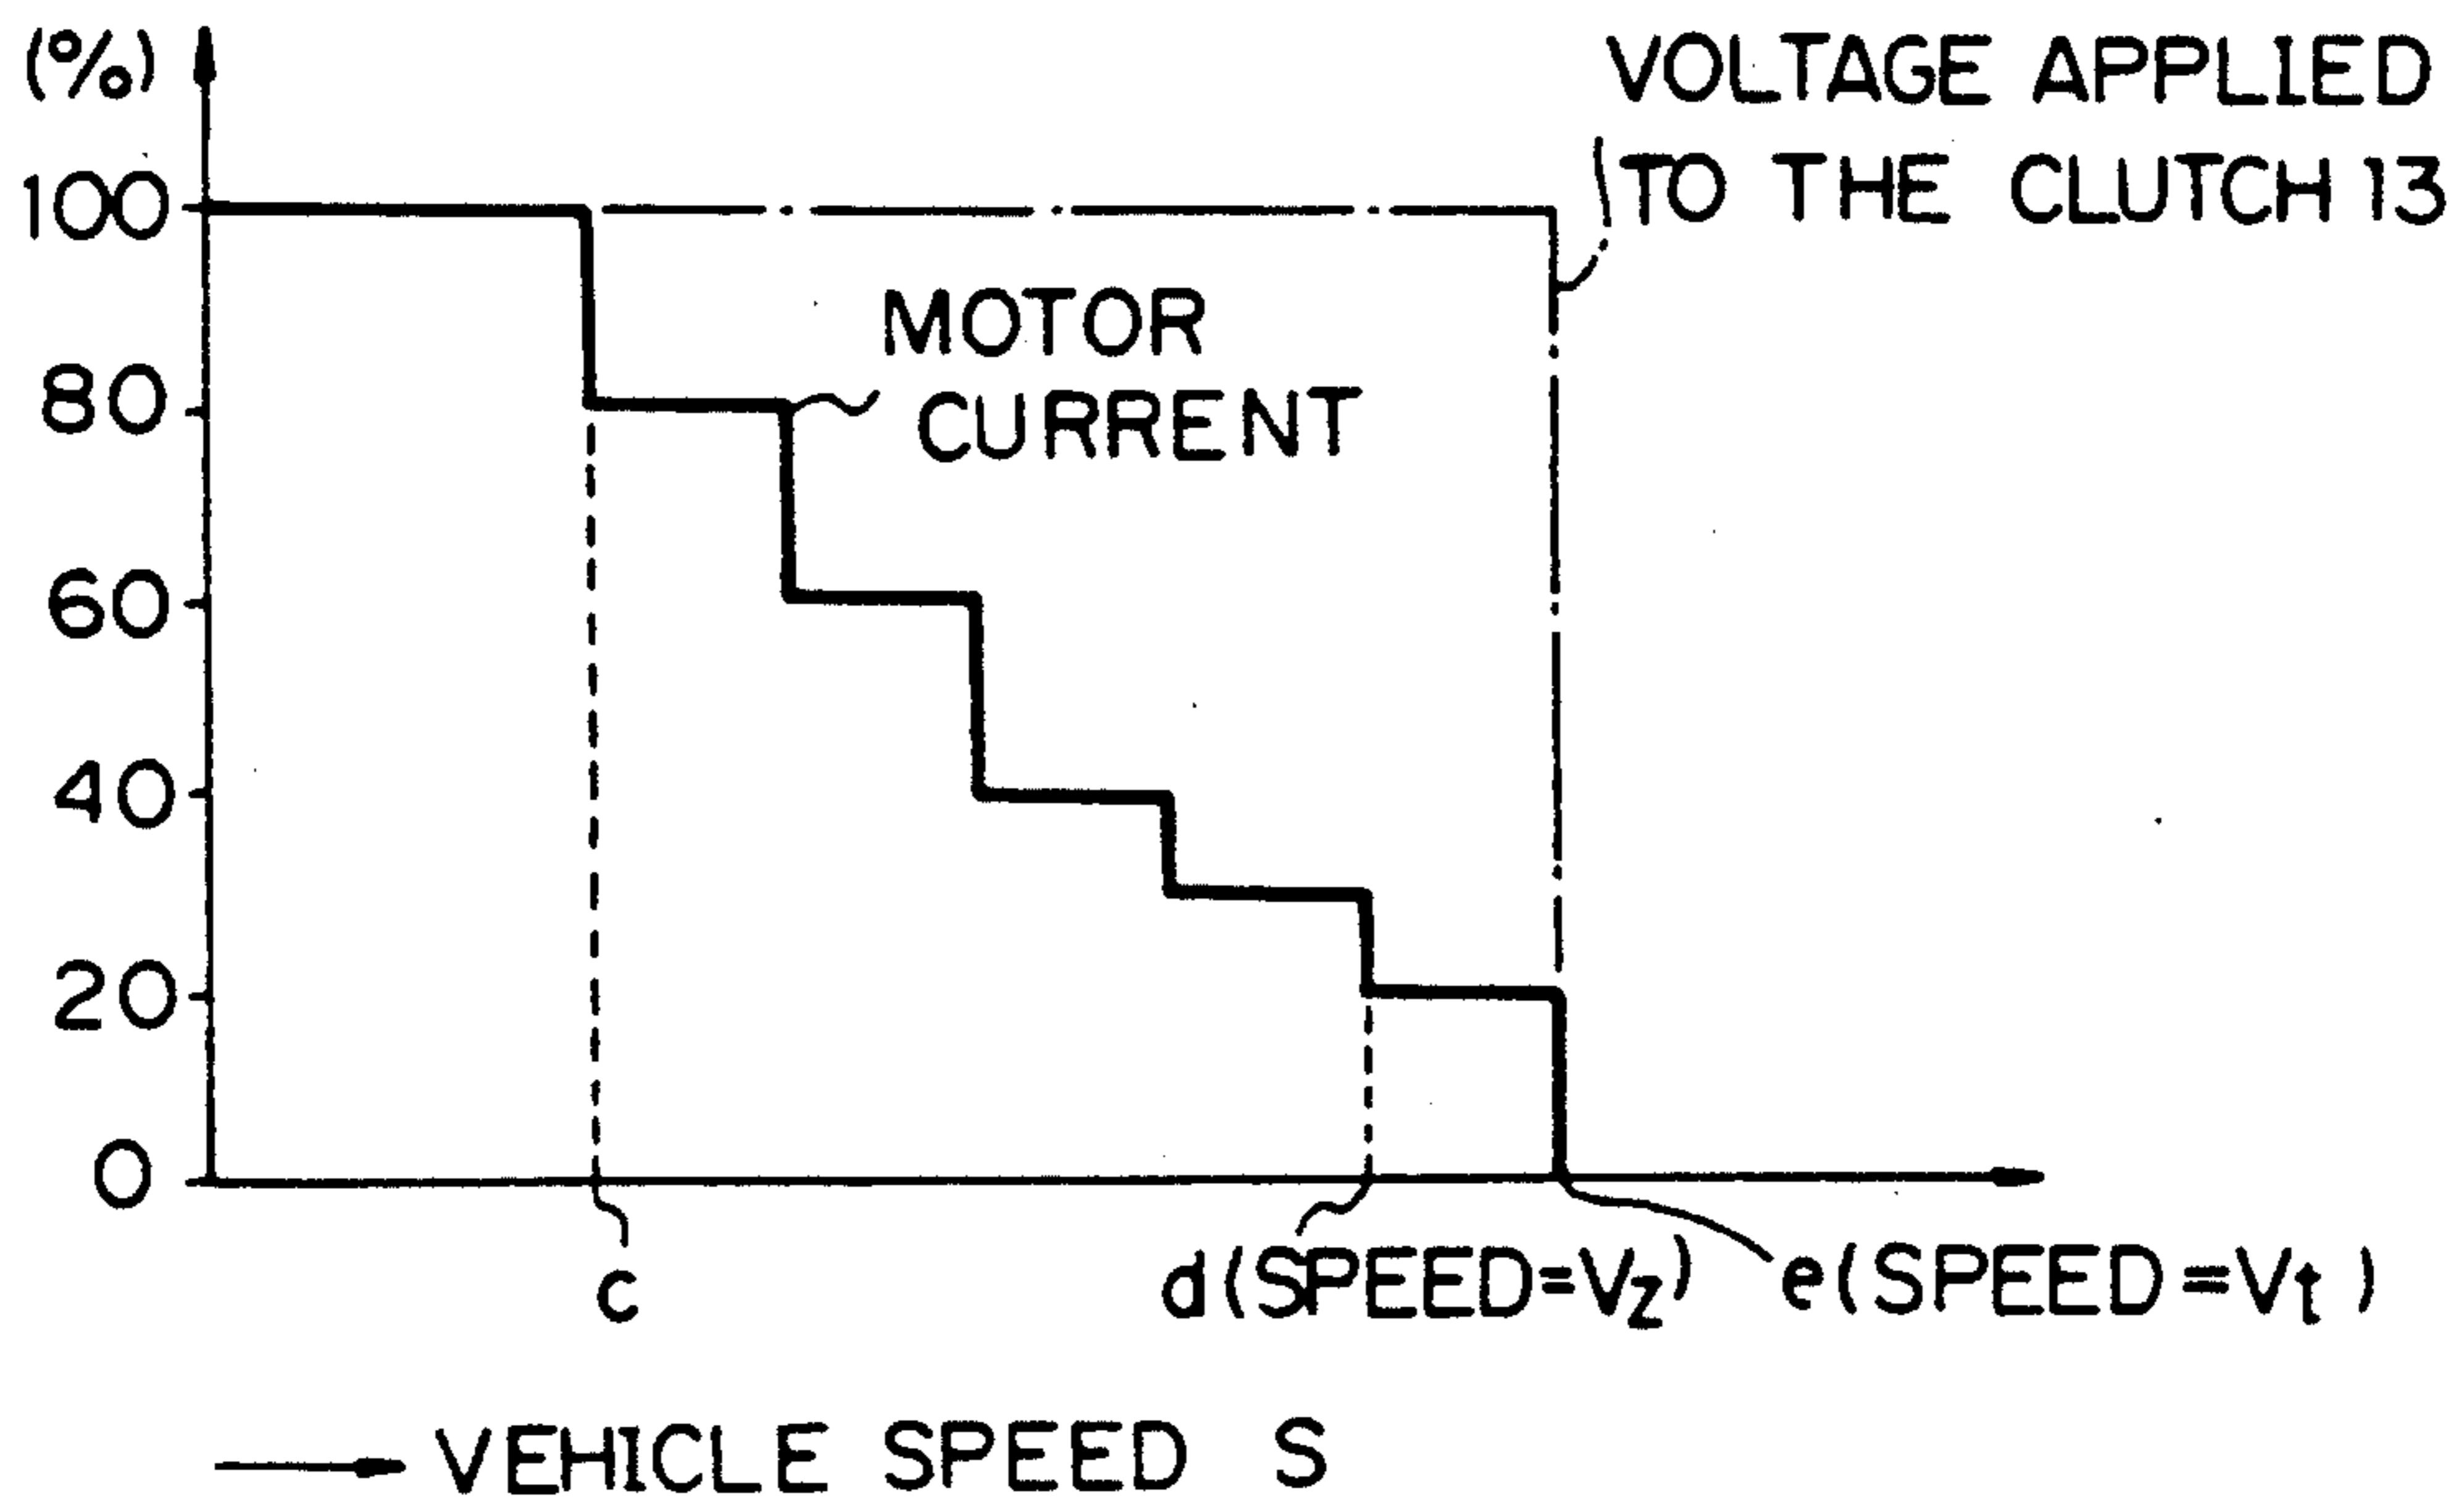 (%)
VOLTAGE APPLIED
TO THE CLUTCH 13
100
MOTOR
CURRENT
80
60
40
20
0
c
d(SPEED=V2)
e(SPEED=Vt)
VEHICLE SPEED S